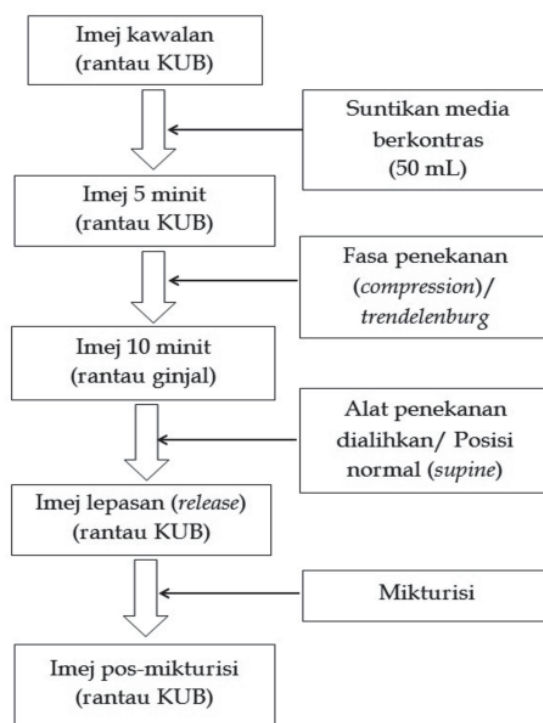 Imej kawalan
(rantau KUB)
Suntikan media
berkontras
(50 mL)
Imej 5 minit
(rantau KUB)
Fasa penekanan
(compression)/
trendelenburg
Imej 10 minit
(rantau ginjal)
Alat penekanan
dialihkan/ Posisi
normal (supine)
Imej lepasan (release)
(rantau KUB)
Mikturisi
Imej pos-mikturisi
(rantau KUB)